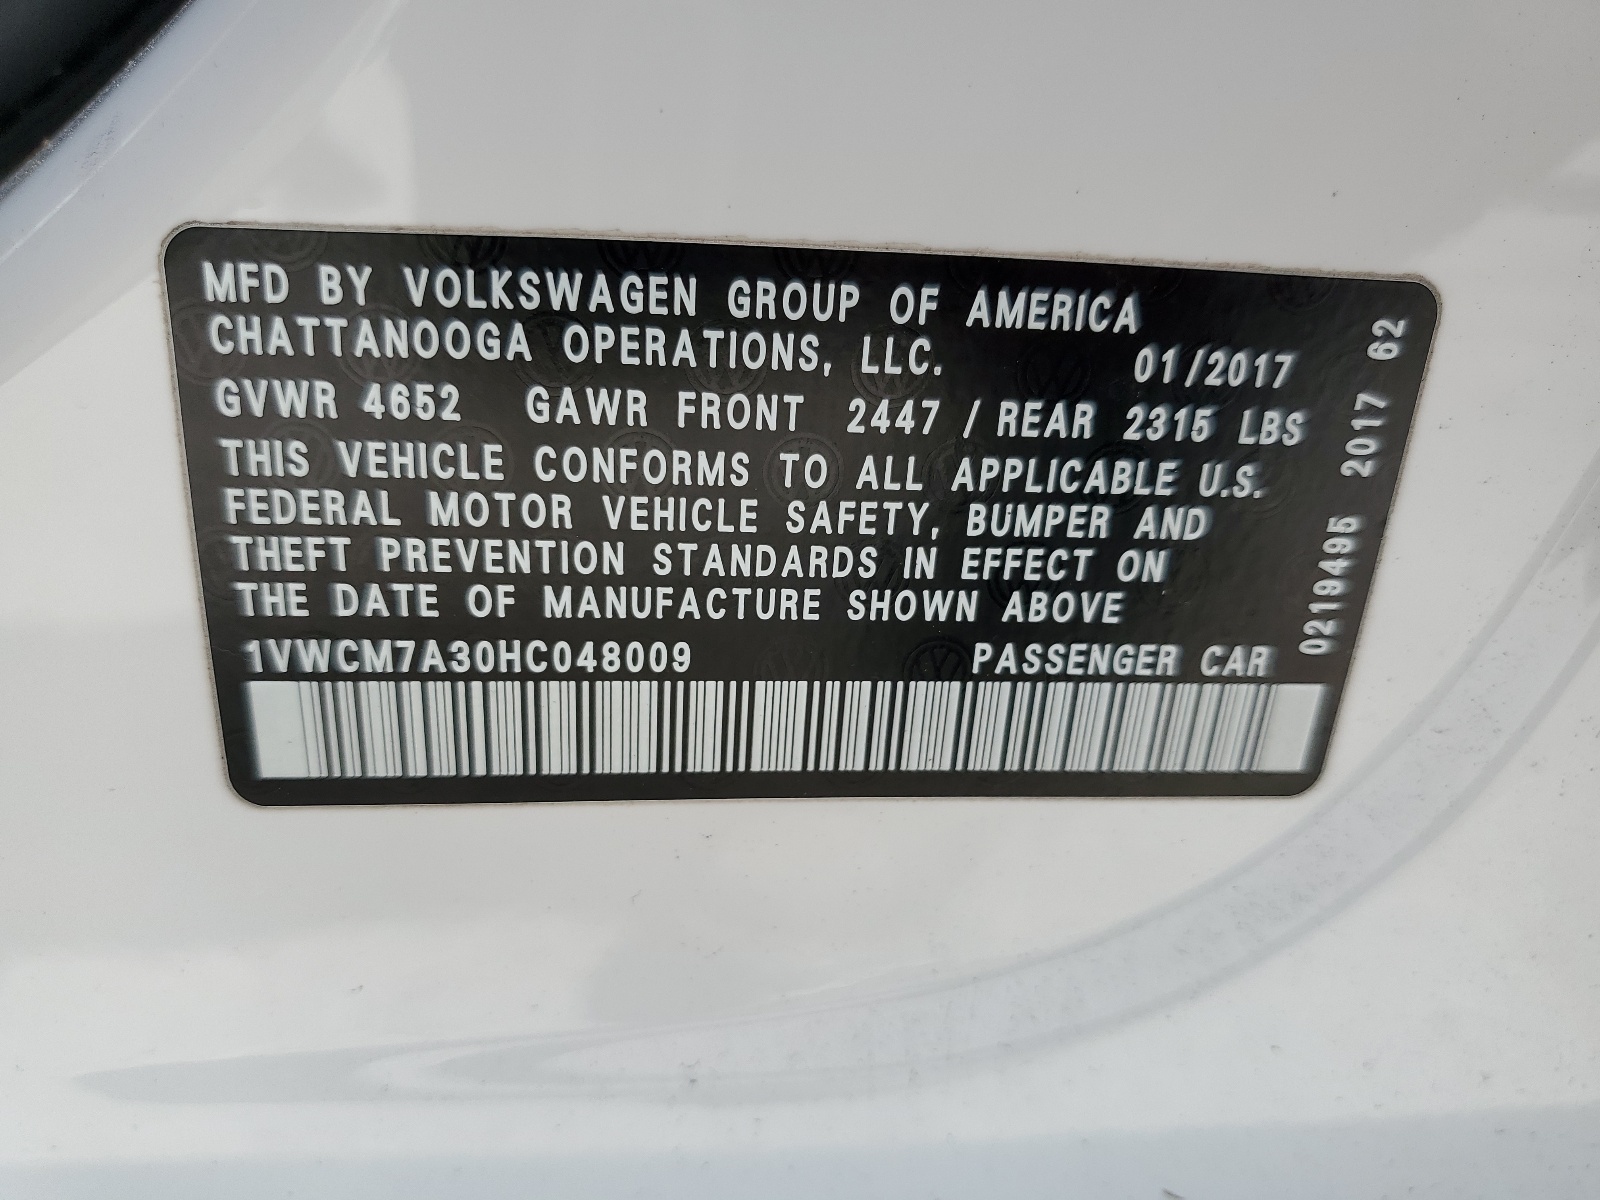 MFD BY VOLKSWAGEN GROUP OF AMERICA
CHATTANOOGA OPERATIONS, LLC. 01/2017
GVWR 4652 GAWR FRONT 2447 / REAR 2315 LBS
THIS VEHICLE CONFORMS TO ALL APPLICABLE U.S.
FEDERAL MOTOR VEHICLE SAFETY, BUMPER AND
THEFT PREVENTION STANDARDS IN EFFECT ON
THE DATE OF MANUFACTURE SHOWN ABOVE
1VWCM7A30HC048009 PASSENGER CAR
02194495 2017 62